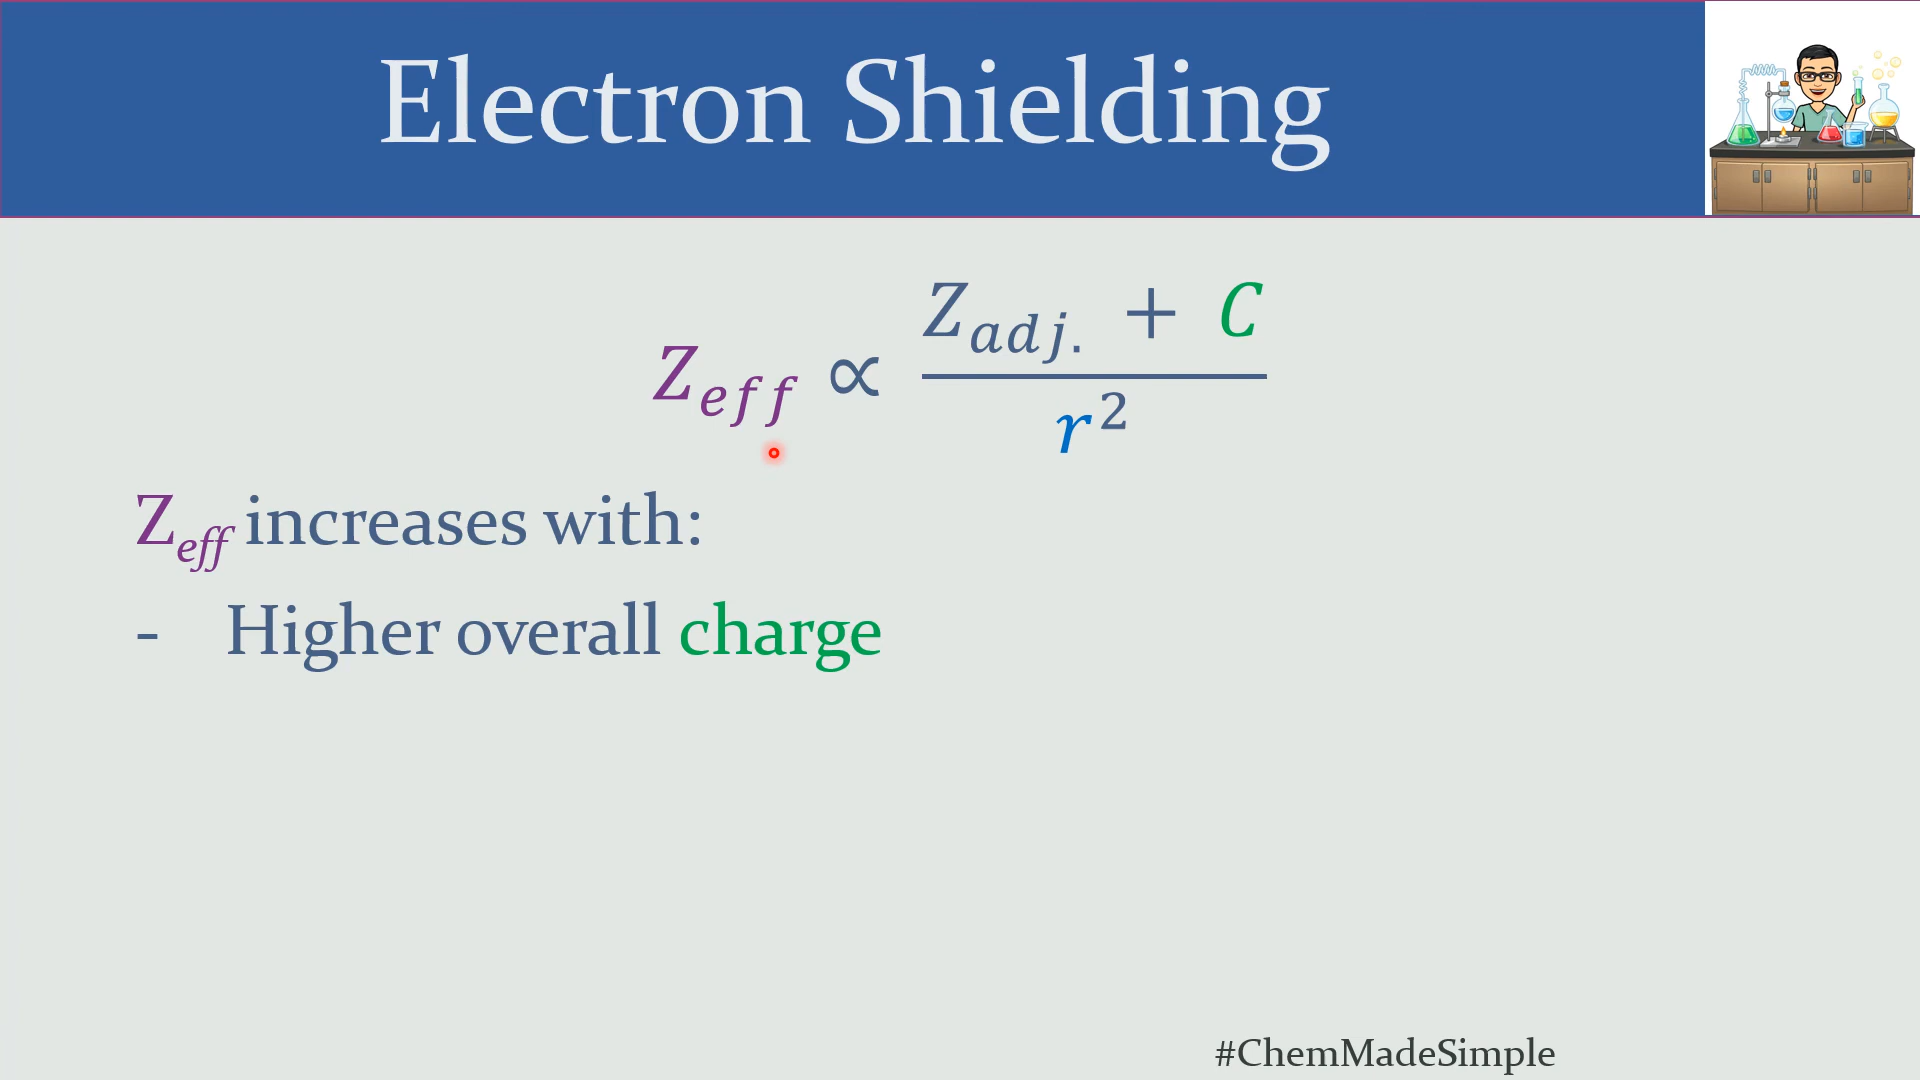 Electron Shielding
Z_eff ∝ (Z_adj. + C) / r²
Z_eff increases with:
- Higher overall charge
#ChemMadeSimple